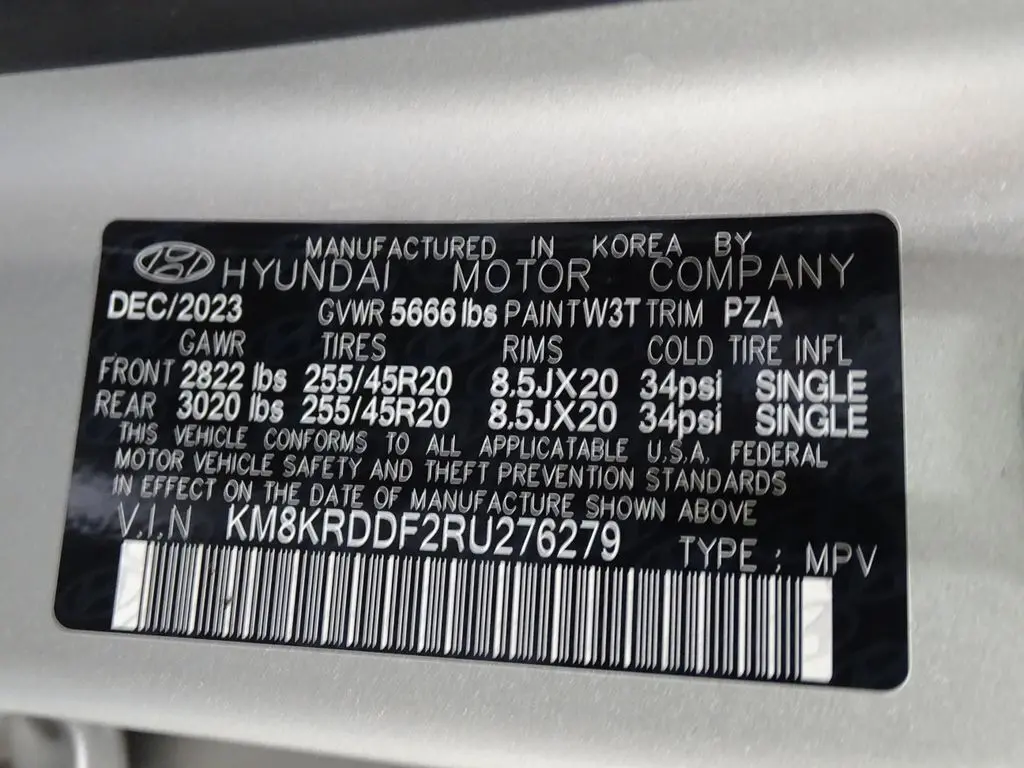 MANUFACTURED IN KOREA BY
HYUNDAI MOTOR COMPANY
DEC/2023 GVWR 5666 lbs PAINT W3T TRIM PZA
GAWR TIRES RIMS COLD TIRE INFL
FRONT 2822 lbs 255/45R20 8.5JX20 34psi SINGLE
REAR 3020 lbs 255/45R20 8.5JX20 34psi SINGLE
THIS VEHICLE CONFORMS TO ALL APPLICATABLE U.S.A. FEDERAL
MOTOR VEHICLE SAFETY AND THEFT PREVENTION STANDARDS
IN EFFECT ON THE DATE OF MANUFACTURE SHOWN ABOVE
V.I.N KM8KRDDF2RU276279 TYPE : MPV